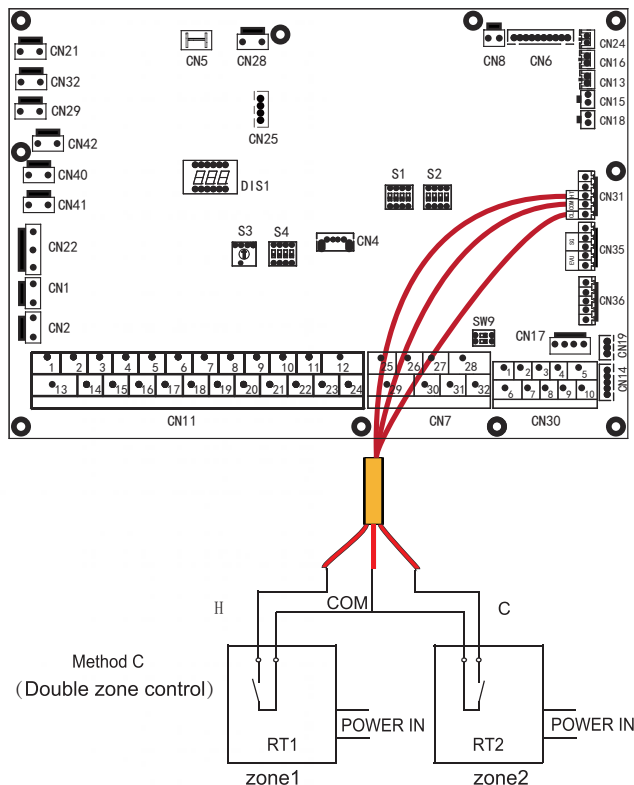 CN21
CN32
CN29
CN42
CN40
CN41
CN22
CN1
CN2
CN5
CN28
CN25
DIS1
S1 S2
S3 S4
CN4
CN8 CN6
CN24
CN16
CN13
CN15
CN18
CN31
CN35
SG
EVU
CN36
SW9
CN17
CN19
CN14
1 2 3 4 5 6 7 8 9 10 11 12
13 14 15 16 17 18 19 20 21 22 23 24
CN11
25 26 27 28
29 30 31 32
CN7
1 2 3 4 5
6 7 8 9 10
CN30
H COM C
Method C
(Double zone control)
RT1
POWER IN
zone1
RT2
POWER IN
zone2